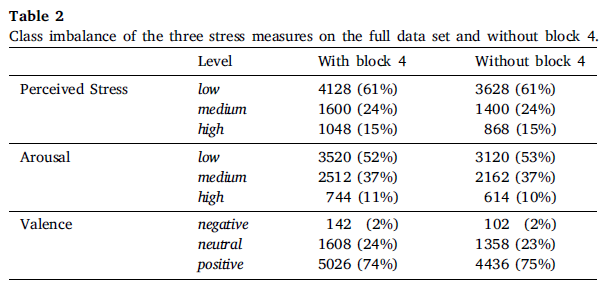 Table 2
Class imbalance of the three stress measures on the full data set and without block 4.
Level With block 4 Without block 4
Perceived Stress low 4128 (61%) 3628 (61%)
medium 1600 (24%) 1400 (24%)
high 1048 (15%) 868 (15%)
Arousal low 3520 (52%) 3120 (53%)
medium 2512 (37%) 2162 (37%)
high 744 (11%) 614 (10%)
Valence negative 142 (2%) 102 (2%)
neutral 1608 (24%) 1358 (23%)
positive 5026 (74%) 4436 (75%)